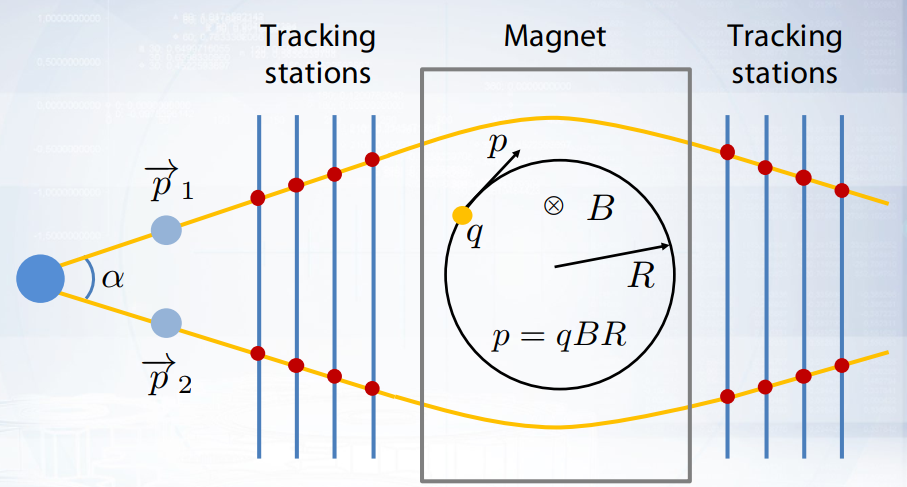 Tracking
stations
Magnet
Tracking
stations
p⃗₁
α
p⃗₂
p
q
⊗ B
R
p = qBR